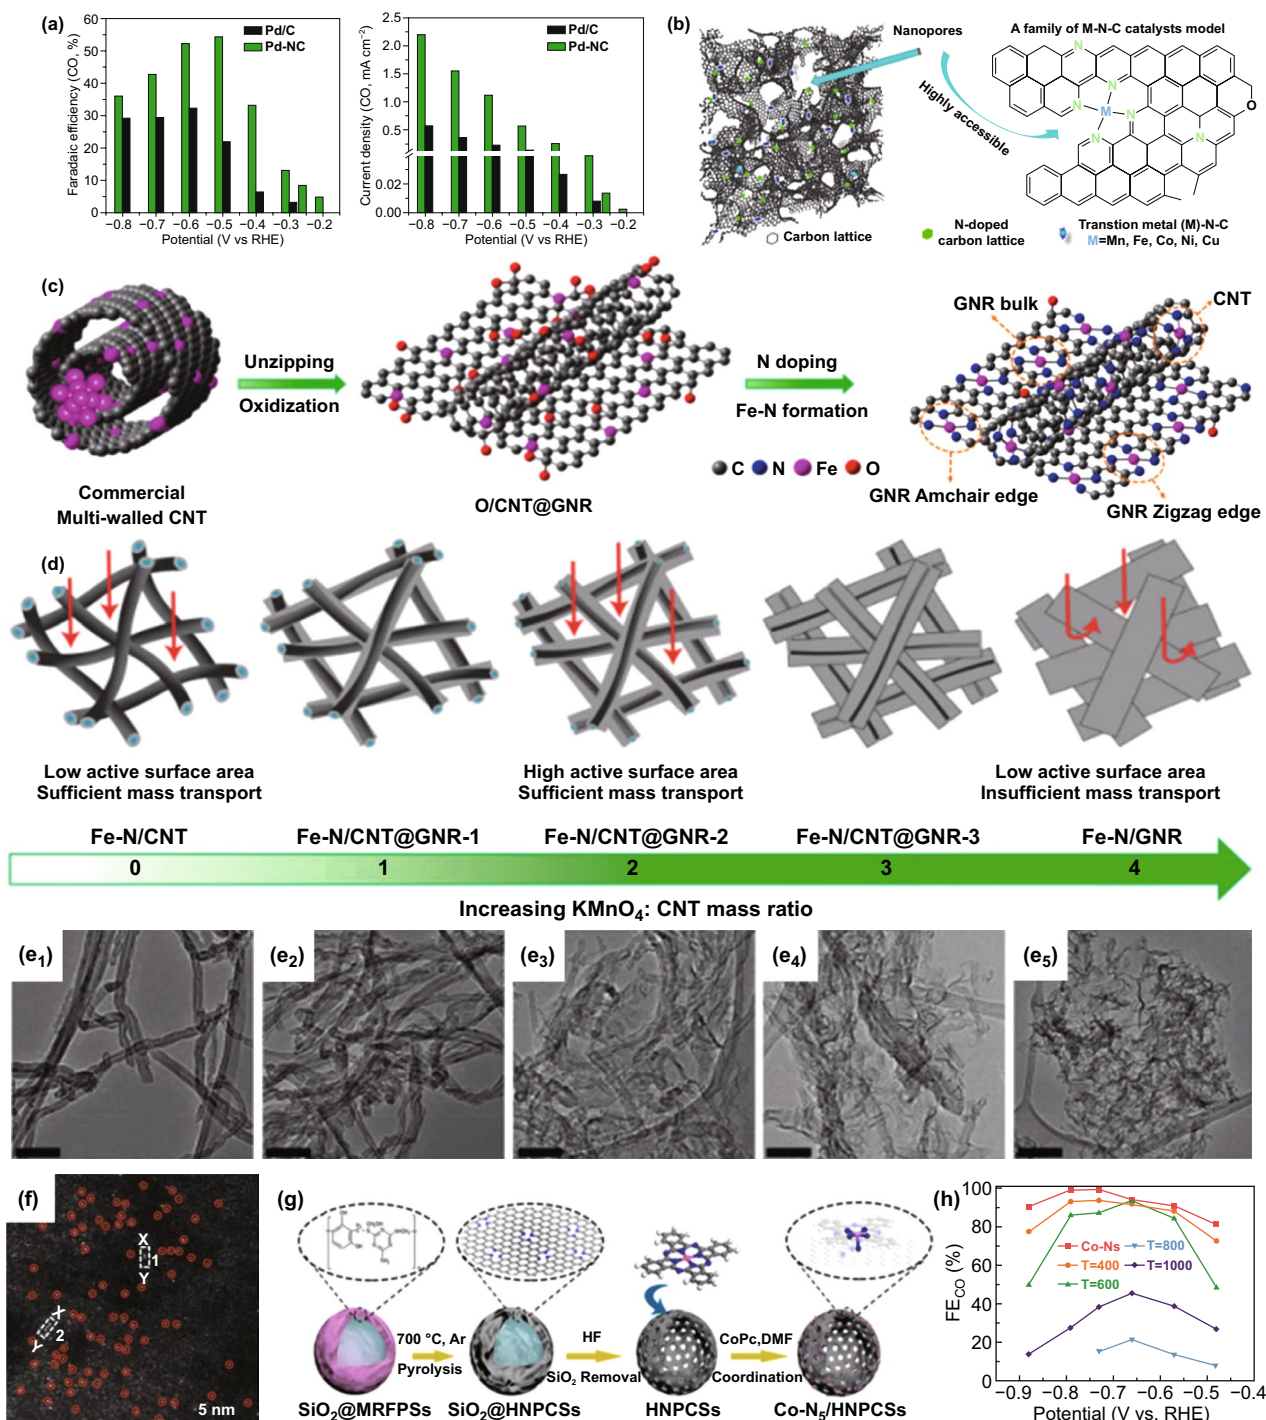 (a)
60
50
40
30
20
10
0
Faradaic efficiency (CO, %)
Pd/C
Pd-NC
−0.8 −0.7 −0.6 −0.5 −0.4 −0.3 −0.2
Potential (V vs RHE)
2.5
2.0
1.5
1.0
0.5
0.02
0.00
Current density (CO, mA cm−2)
Pd/C
Pd-NC
−0.8 −0.7 −0.6 −0.5 −0.4 −0.3 −0.2
Potential (V vs RHE)
(b)
Nanopores
Highly accessible
A family of M-N-C catalysts model
N
N
N
M
N
N
N
O
Carbon lattice
N-doped
carbon lattice
Transtion metal (M)-N-C
M=Mn, Fe, Co, Ni, Cu
(c)
Unzipping
Oxidization
N doping
Fe-N formation
GNR bulk
CNT
C N Fe O
GNR Amchair edge
GNR Zigzag edge
Commercial
Multi-walled CNT
O/CNT@GNR
(d)
Low active surface area
Sufficient mass transport
High active surface area
Sufficient mass transport
Low active surface area
Insufficient mass transport
Fe-N/CNT Fe-N/CNT@GNR-1 Fe-N/CNT@GNR-2 Fe-N/CNT@GNR-3 Fe-N/GNR
0 1 2 3 4
Increasing KMnO4: CNT mass ratio
(e1) (e2) (e3) (e4) (e5)
(f)
X
1
Y
X
2
Y
5 nm
(g)
700 °C, Ar
Pyrolysis
HF
SiO2 Removal
CoPc,DMF
Coordination
SiO2@MRFPSs SiO2@HNPCSs HNPCSs Co-N5/HNPCSs
(h)
100
80
60
40
20
0
FECO (%)
Co-Ns
T=400
T=600
T=800
T=1000
−0.9 −0.8 −0.7 −0.6 −0.5 −0.4
Potential (V vs. RHE)